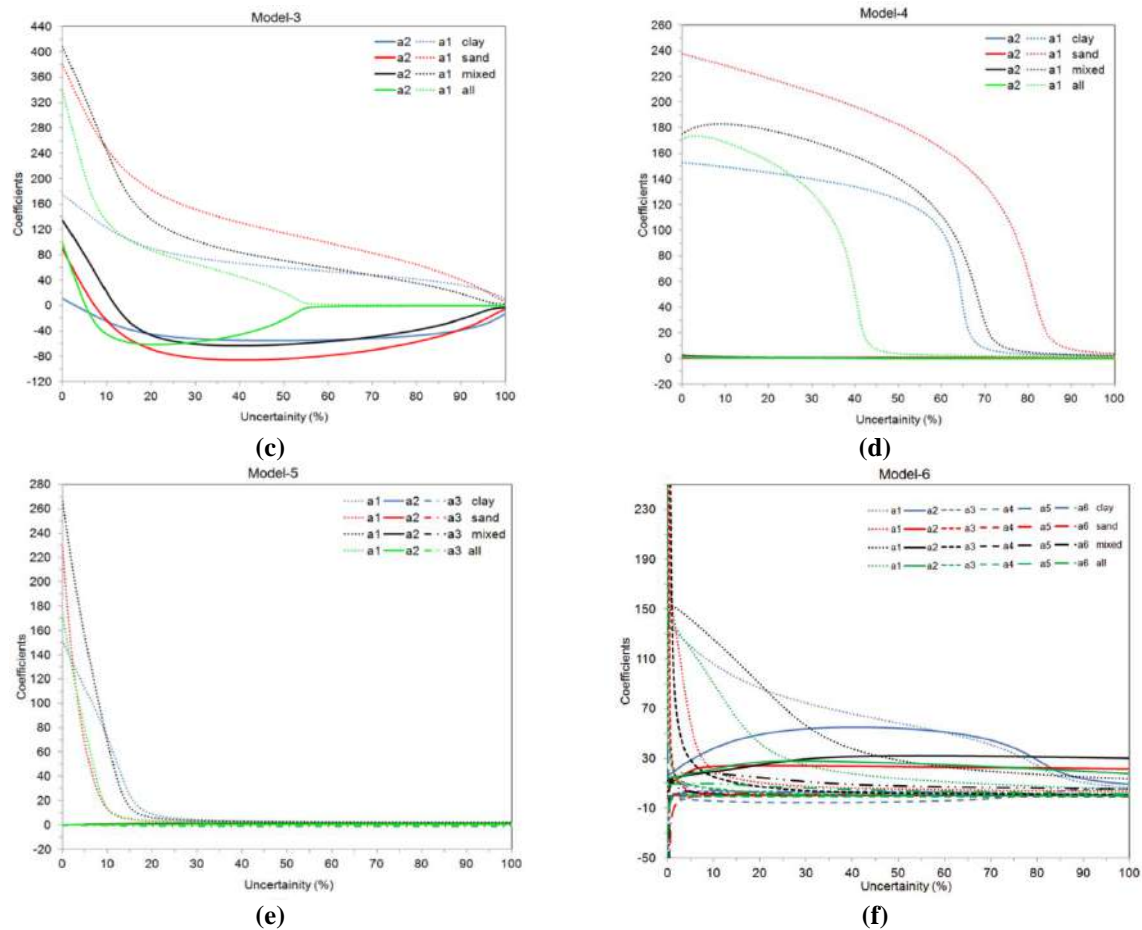 Model-3
440
400
360
320
280
240
200
160
120
80
40
0
-40
-80
-120
Coefficients
a2 a1 clay
a2 a1 sand
a2 a1 mixed
a2 a1 all
0 10 20 30 40 50 60 70 80 90 100
Uncertainity (%)
(c)
Model-4
260
240
220
200
180
160
140
120
100
80
60
40
20
0
-20
Coefficients
a2 a1 clay
a2 a1 sand
a2 a1 mixed
a2 a1 all
0 10 20 30 40 50 60 70 80 90 100
Uncertainity (%)
(d)
Model-5
280
260
240
220
200
180
160
140
120
100
80
60
40
20
0
-20
Coefficients
a1 a2 a3 clay
a1 a2 a3 sand
a1 a2 a3 mixed
a1 a2 a3 all
0 10 20 30 40 50 60 70 80 90 100
Uncertainity (%)
(e)
Model-6
230
190
150
110
70
30
-10
-50
Coefficients
a1 a2 a3 a4 a5 a6 clay
a1 a2 a3 a4 a5 a6 sand
a1 a2 a3 a4 a5 a6 mixed
a1 a2 a3 a4 a5 a6 all
0 10 20 30 40 50 60 70 80 90 100
Uncertainity (%)
(f)